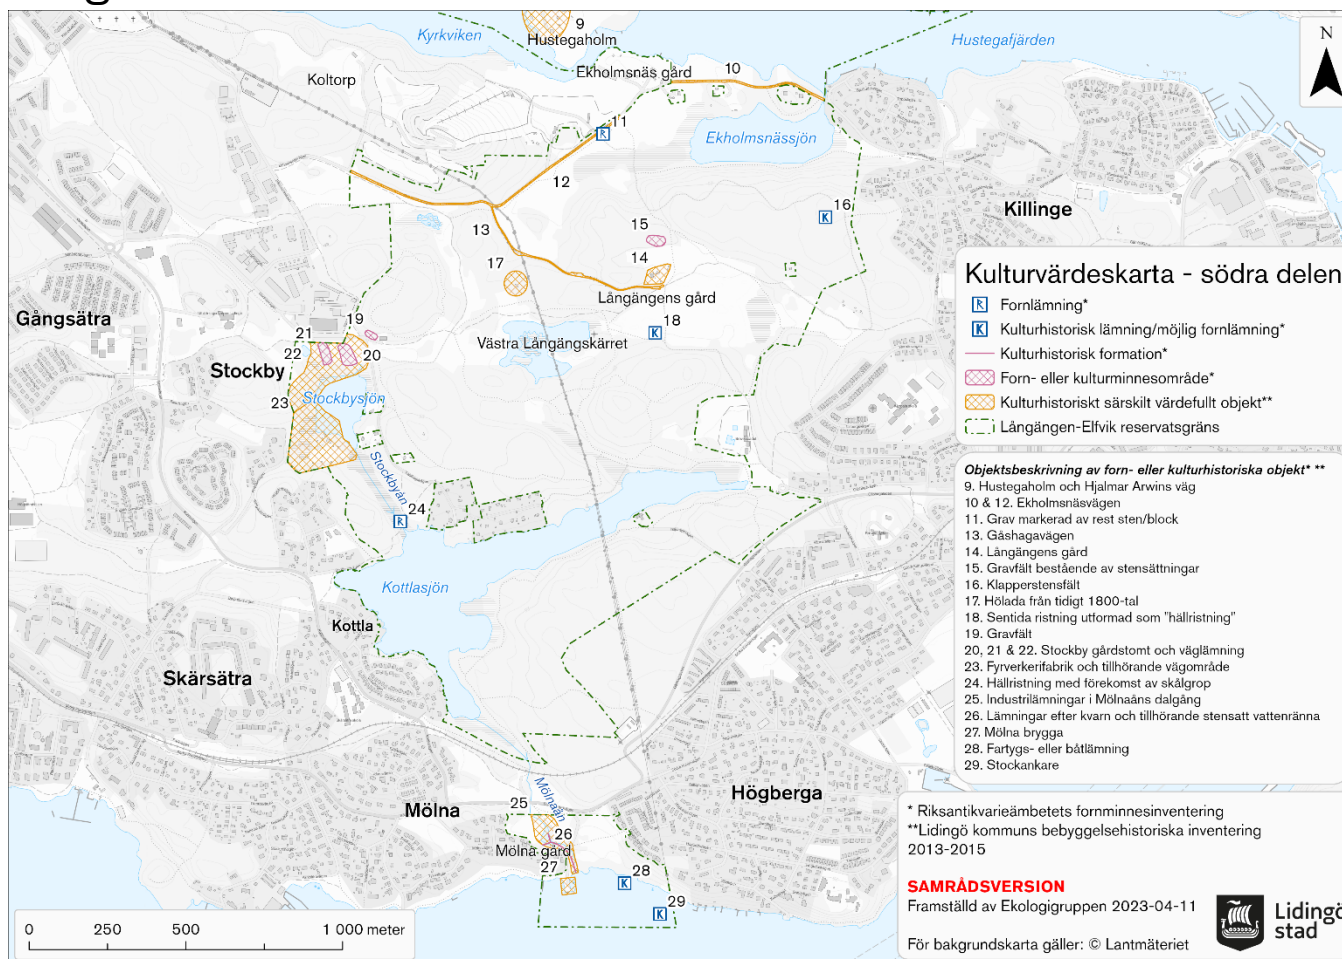 Kyrkviken
9
Hustegaholm
Hustegafjärden
N
Koltorp
Ekholmsnäs gård
10
11
Ekholmsnässjön
12
Killinge
16
15
13
14
17
Långängens gård
18
Gångsätra
19
21
22
20
Västra Långängskärret
Stockby
Stockbysjön
23
Stockbyån
24
Kottlasjön
Kottla
Skärsätra
Mölnaån
Högberga
Mölna
25
26
Mölna gård
27
28
29
Kulturvärdeskarta - södra delen
R Fornlämning*
K Kulturhistorisk lämning/möjlig fornlämning*
Kulturhistorisk formation*
Forn- eller kulturminnesområde*
Kulturhistoriskt särskilt värdefullt objekt**
Långängen-Elfvik reservatsgräns
Objektsbeskrivning av forn- eller kulturhistoriska objekt* **
9. Hustegaholm och Hjalmar Arwins väg
10 & 12. Ekholmsnäsvägen
11. Grav markerad av rest sten/block
13. Gåshagavägen
14. Långängens gård
15. Gravfält bestående av stensättningar
16. Klapperstensfält
17. Hölada från tidigt 1800-tal
18. Sentida ristning utformad som "hällristning"
19. Gravfält
20, 21 & 22. Stockby gårdstomt och väglämning
23. Fyrverkerifabrik och tillhörande vägområde
24. Hällristning med förekomst av skålgrop
25. Industrilämningar i Mölnaåns dalgång
26. Lämningar efter kvarn och tillhörande stensatt vattenränna
27. Mölna brygga
28. Fartygs- eller båtlämning
29. Stockankare
* Riksantikvarieämbetets fornminnesinventering
**Lidingö kommuns bebyggelsehistoriska inventering
2013-2015
SAMRÅDSVERSION
Framställd av Ekologigruppen 2023-04-11
För bakgrundskarta gäller: © Lantmäteriet
Lidingö
stad
0 250 500 1 000 meter